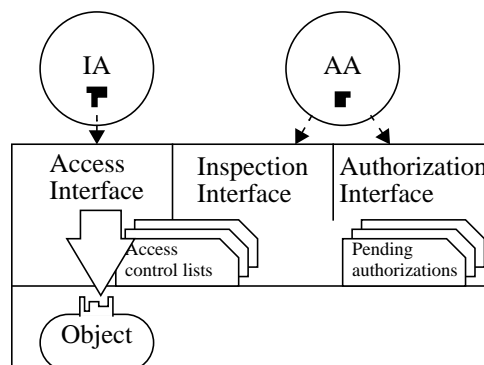 IA
AA
Access
Interface
Inspection
Interface
Authorization
Interface
Access
control lists
Pending
authorizations
Object